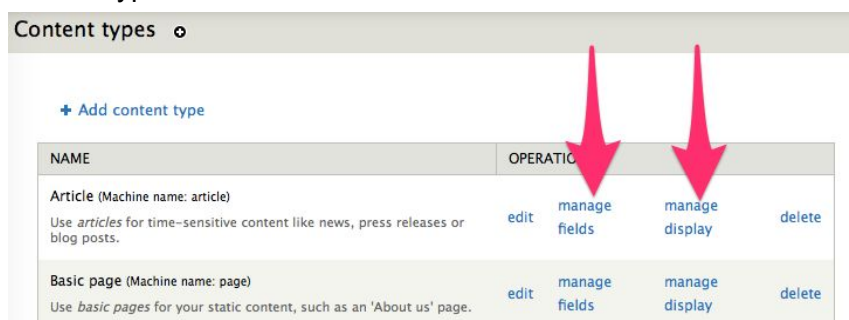 Content types
+ Add content type
NAME OPERATIO
Article (Machine name: article)
Use articles for time-sensitive content like news, press releases or
blog posts.
edit manage fields manage display delete
Basic page (Machine name: page)
Use basic pages for your static content, such as an 'About us' page.
edit manage fields manage display delete